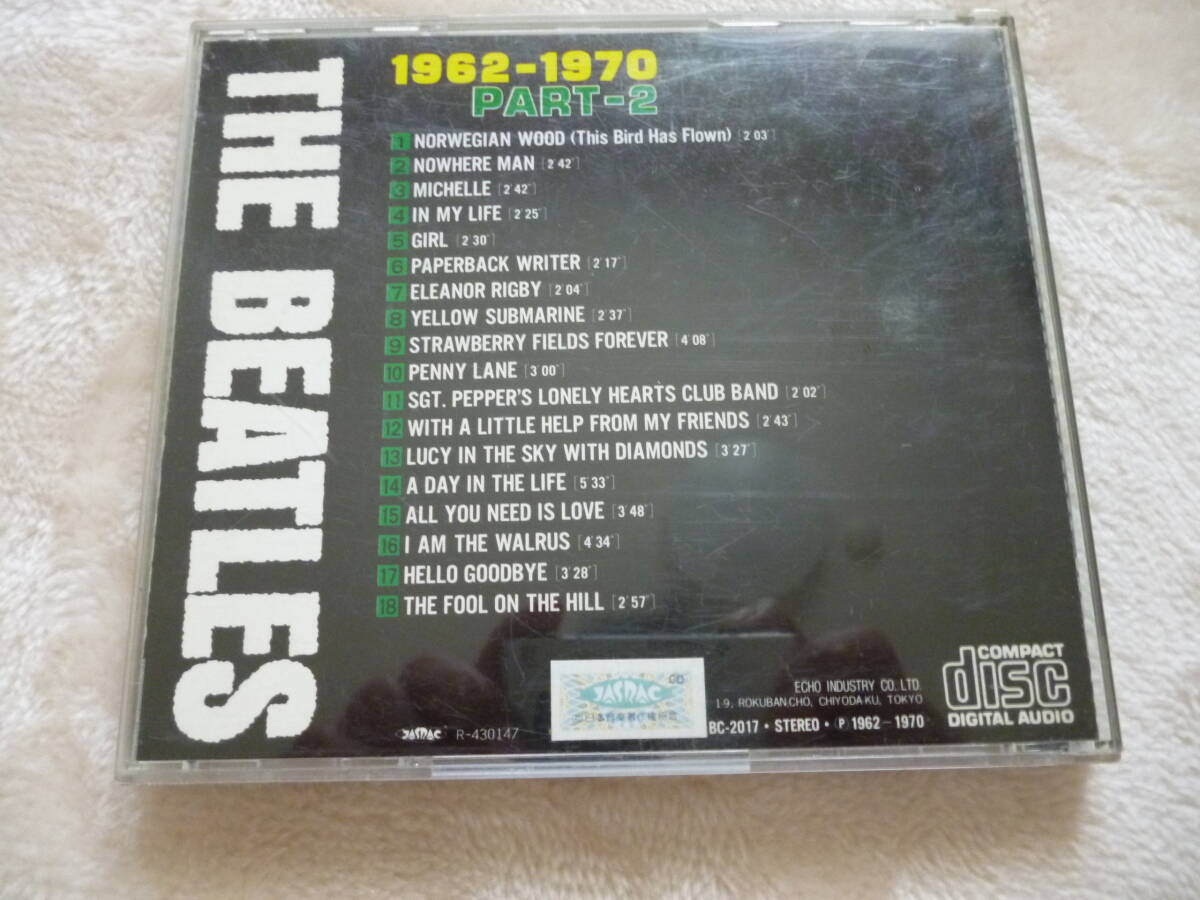 THE BEATLES
1962-1970
PART-2
1 NORWEGIAN WOOD (This Bird Has Flown) [2'03"]
2 NOWHERE MAN [2'42"]
3 MICHELLE [2'42"]
4 IN MY LIFE [2'25"]
5 GIRL [2'30"]
6 PAPERBACK WRITER [2'17"]
7 ELEANOR RIGBY [2'04"]
8 YELLOW SUBMARINE [2'37"]
9 STRAWBERRY FIELDS FOREVER [4'08"]
10 PENNY LANE [3'00"]
11 SGT. PEPPER'S LONELY HEARTS CLUB BAND [2'02"]
12 WITH A LITTLE HELP FROM MY FRIENDS [2'43"]
13 LUCY IN THE SKY WITH DIAMONDS [3'27"]
14 A DAY IN THE LIFE [5'33"]
15 ALL YOU NEED IS LOVE [3'48"]
16 I AM THE WALRUS [4'34"]
17 HELLO GOODBYE [3'28"]
18 THE FOOL ON THE HILL [2'57"]
JASRAC R-430147
JASRAC CD
ECHO INDUSTRY CO. LTD.
1-9, ROKUBAN-CHO, CHIYODA-KU, TOKYO
BC-2017 • STEREO • Ⓟ 1962-1970
COMPACT
disc
DIGITAL AUDIO